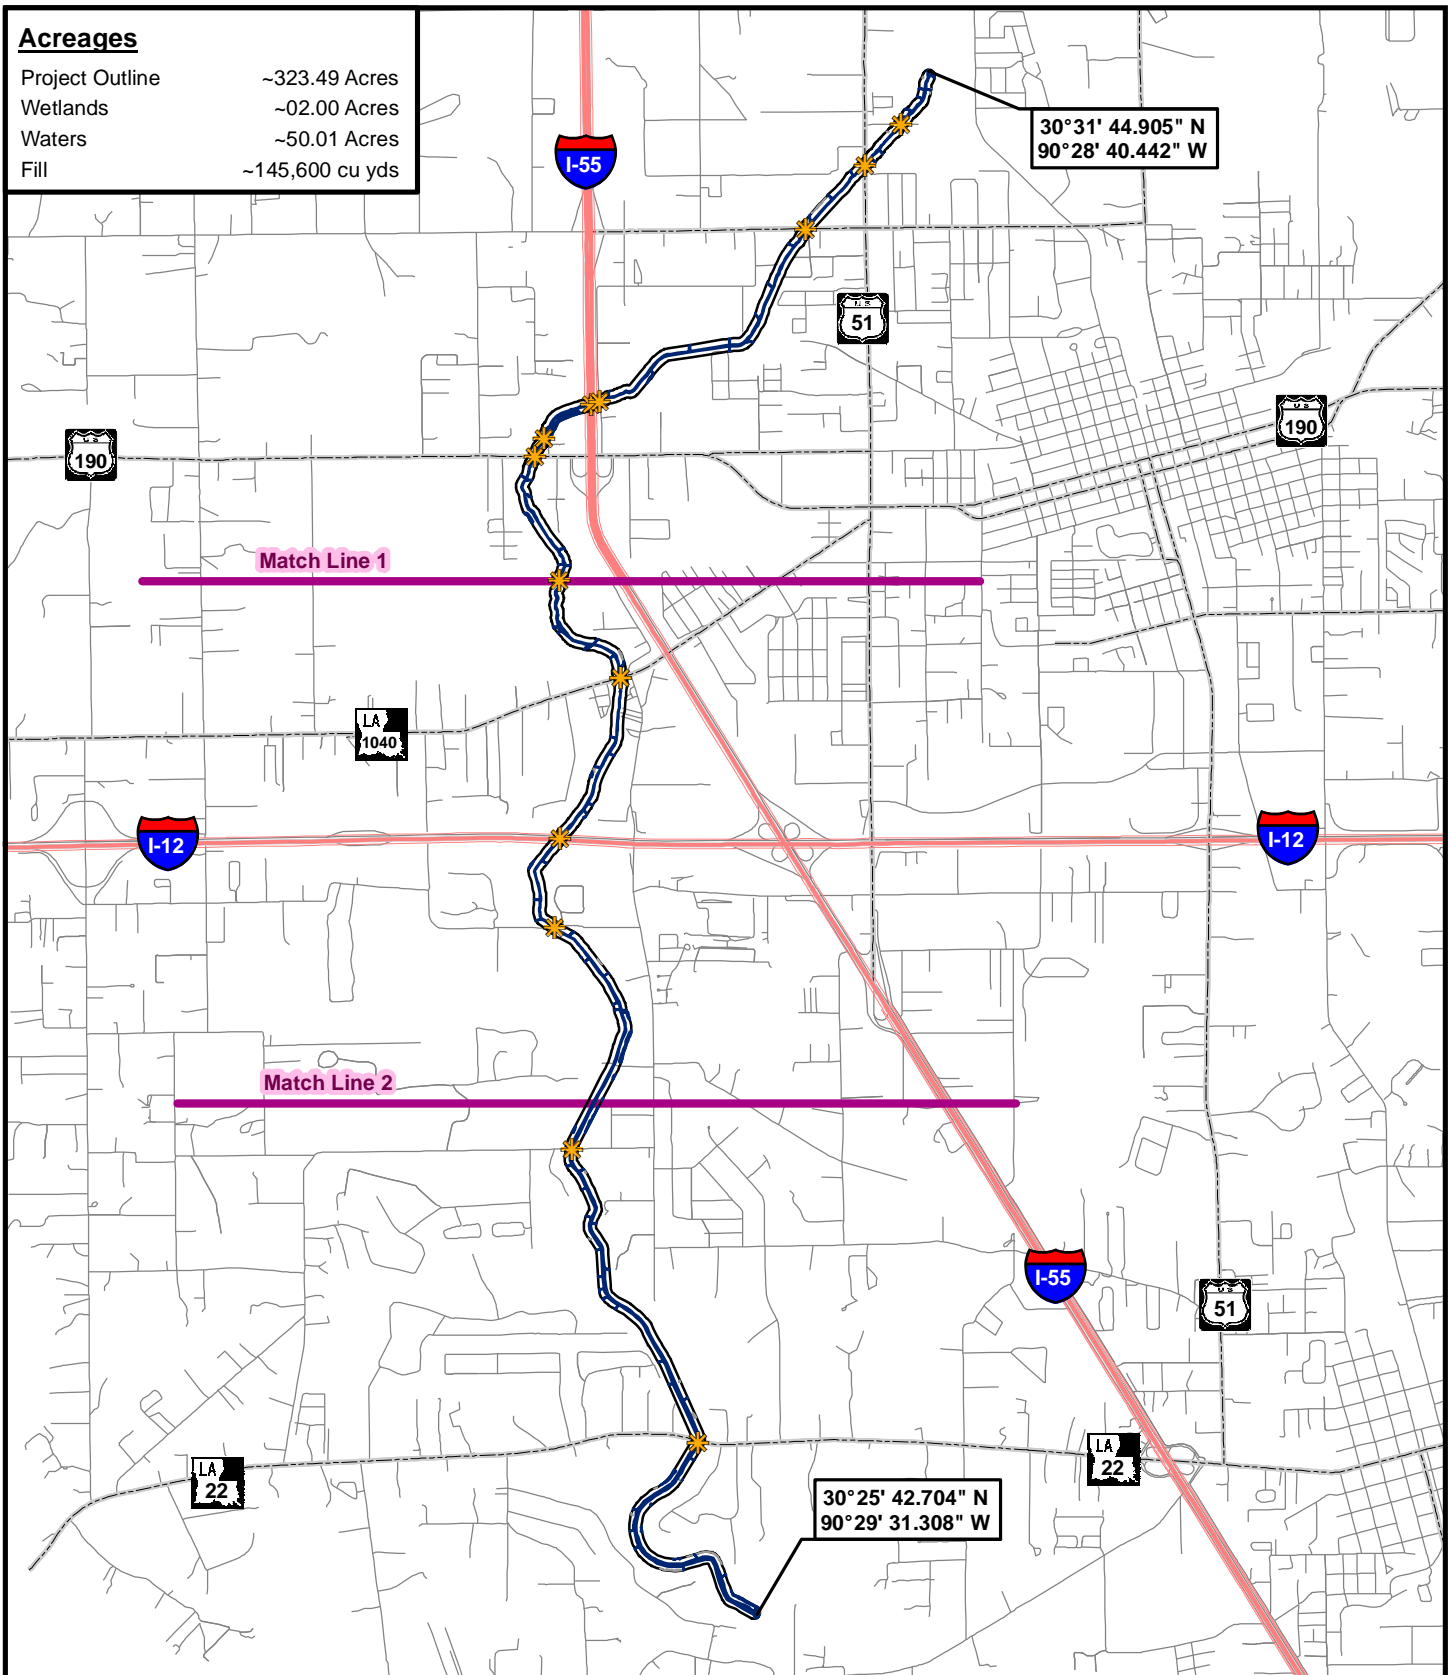 Acreages
Project Outline ~323.49 Acres
Wetlands ~02.00 Acres
Waters ~50.01 Acres
Fill ~145,600 cu yds
I-55
30°31' 44.905" N
90°28' 40.442" W
U S
51
U S
190
U S
190
Match Line 1
LA
1040
I-12
I-12
Match Line 2
I-55
U S
51
LA
22
LA
22
30°25' 42.704" N
90°29' 31.308" W